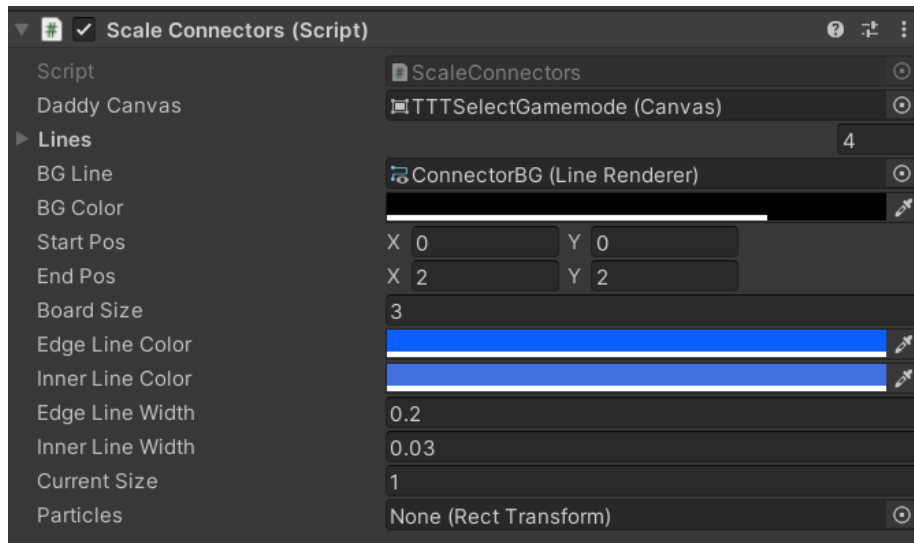 Scale Connectors (Script)
Script ScaleConnectors
Daddy Canvas TTTSelectGamemode (Canvas)
Lines 4
BG Line ConnectorBG (Line Renderer)
BG Color
Start Pos X 0 Y 0
End Pos X 2 Y 2
Board Size 3
Edge Line Color
Inner Line Color
Edge Line Width 0.2
Inner Line Width 0.03
Current Size 1
Particles None (Rect Transform)